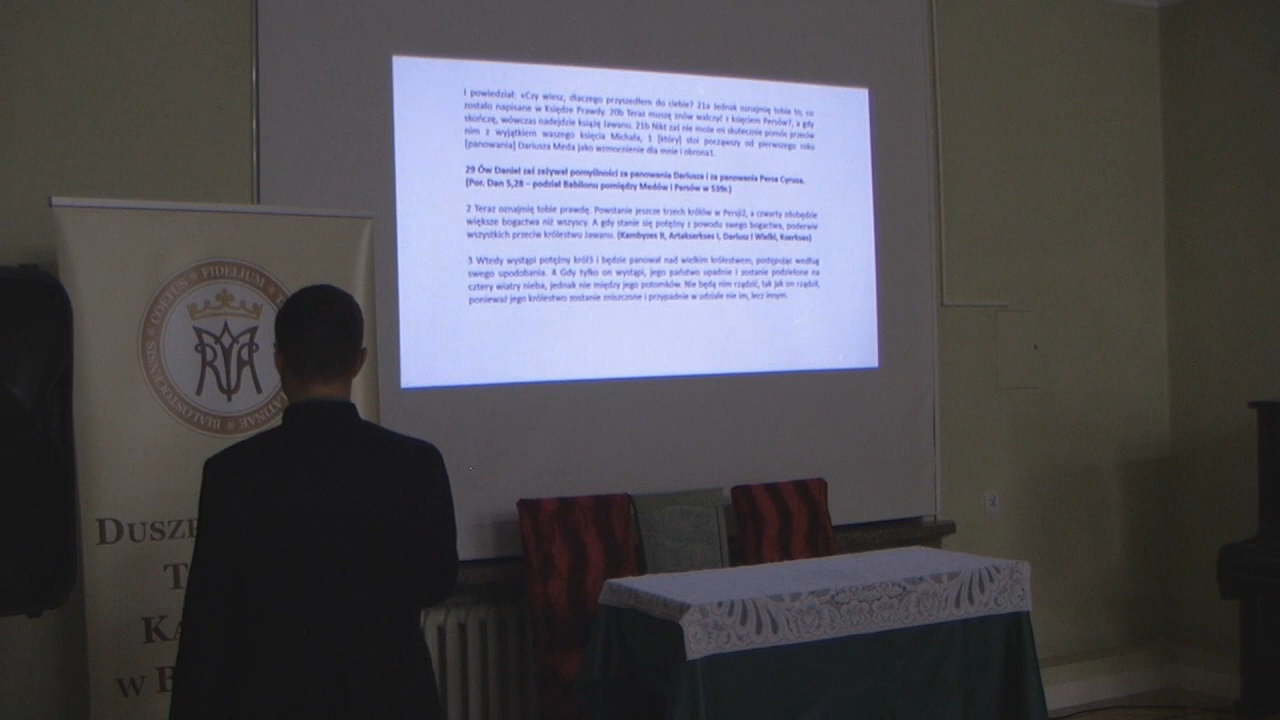 I powiedział: «Czy wiesz, dlaczego przyszedłem do ciebie? 21a Jednak oznajmię tobie to, co
zostało napisane w Księdze Prawdy. 20b Teraz muszę znów walczyć z księciem Persów7, a gdy
skończę, wówczas nadejdzie książę Jawanu. 21b Nikt zaś nie może mi skutecznie pomóc przeciw
nim z wyjątkiem waszego księcia Michała, 1 [który] stoi począwszy od pierwszego roku
[panowania] Dariusza Meda jako wzmocnienie dla mnie i obrona1.
29 Ów Daniel zaś zażywał pomyślności za panowania Dariusza i za panowania Persa Cyrusa.
(Por. Dan 5,28 – podział Babilonu pomiędzy Medów i Persów w 539r.)
2 Teraz oznajmię tobie prawdę. Powstanie jeszcze trzech królów w Persji2, a czwarty zdobędzie
większe bogactwa niż wszyscy. A gdy stanie się potężny z powodu swego bogactwa, poderwie
wszystkich przeciw królestwu Jawanu. (Kambyzes II, Artakserkses I, Dariusz I Wielki, Kserkses)
3 Wtedy wystąpi potężny król3 i będzie panował nad wielkim królestwem, postępując według
swego upodobania. 4 Gdy tylko on wystąpi, jego państwo upadnie i zostanie podzielone na
cztery wiatry nieba, jednak nie między jego potomków. Nie będą nim rządzić, tak jak on rządził,
ponieważ jego królestwo zostanie zniszczone i przypadnie w udziale nie im, lecz innym.
COETUS * FIDELIUM
LATINAE * BIALOSTOCENSIS
DUSZP
T
KA
W B